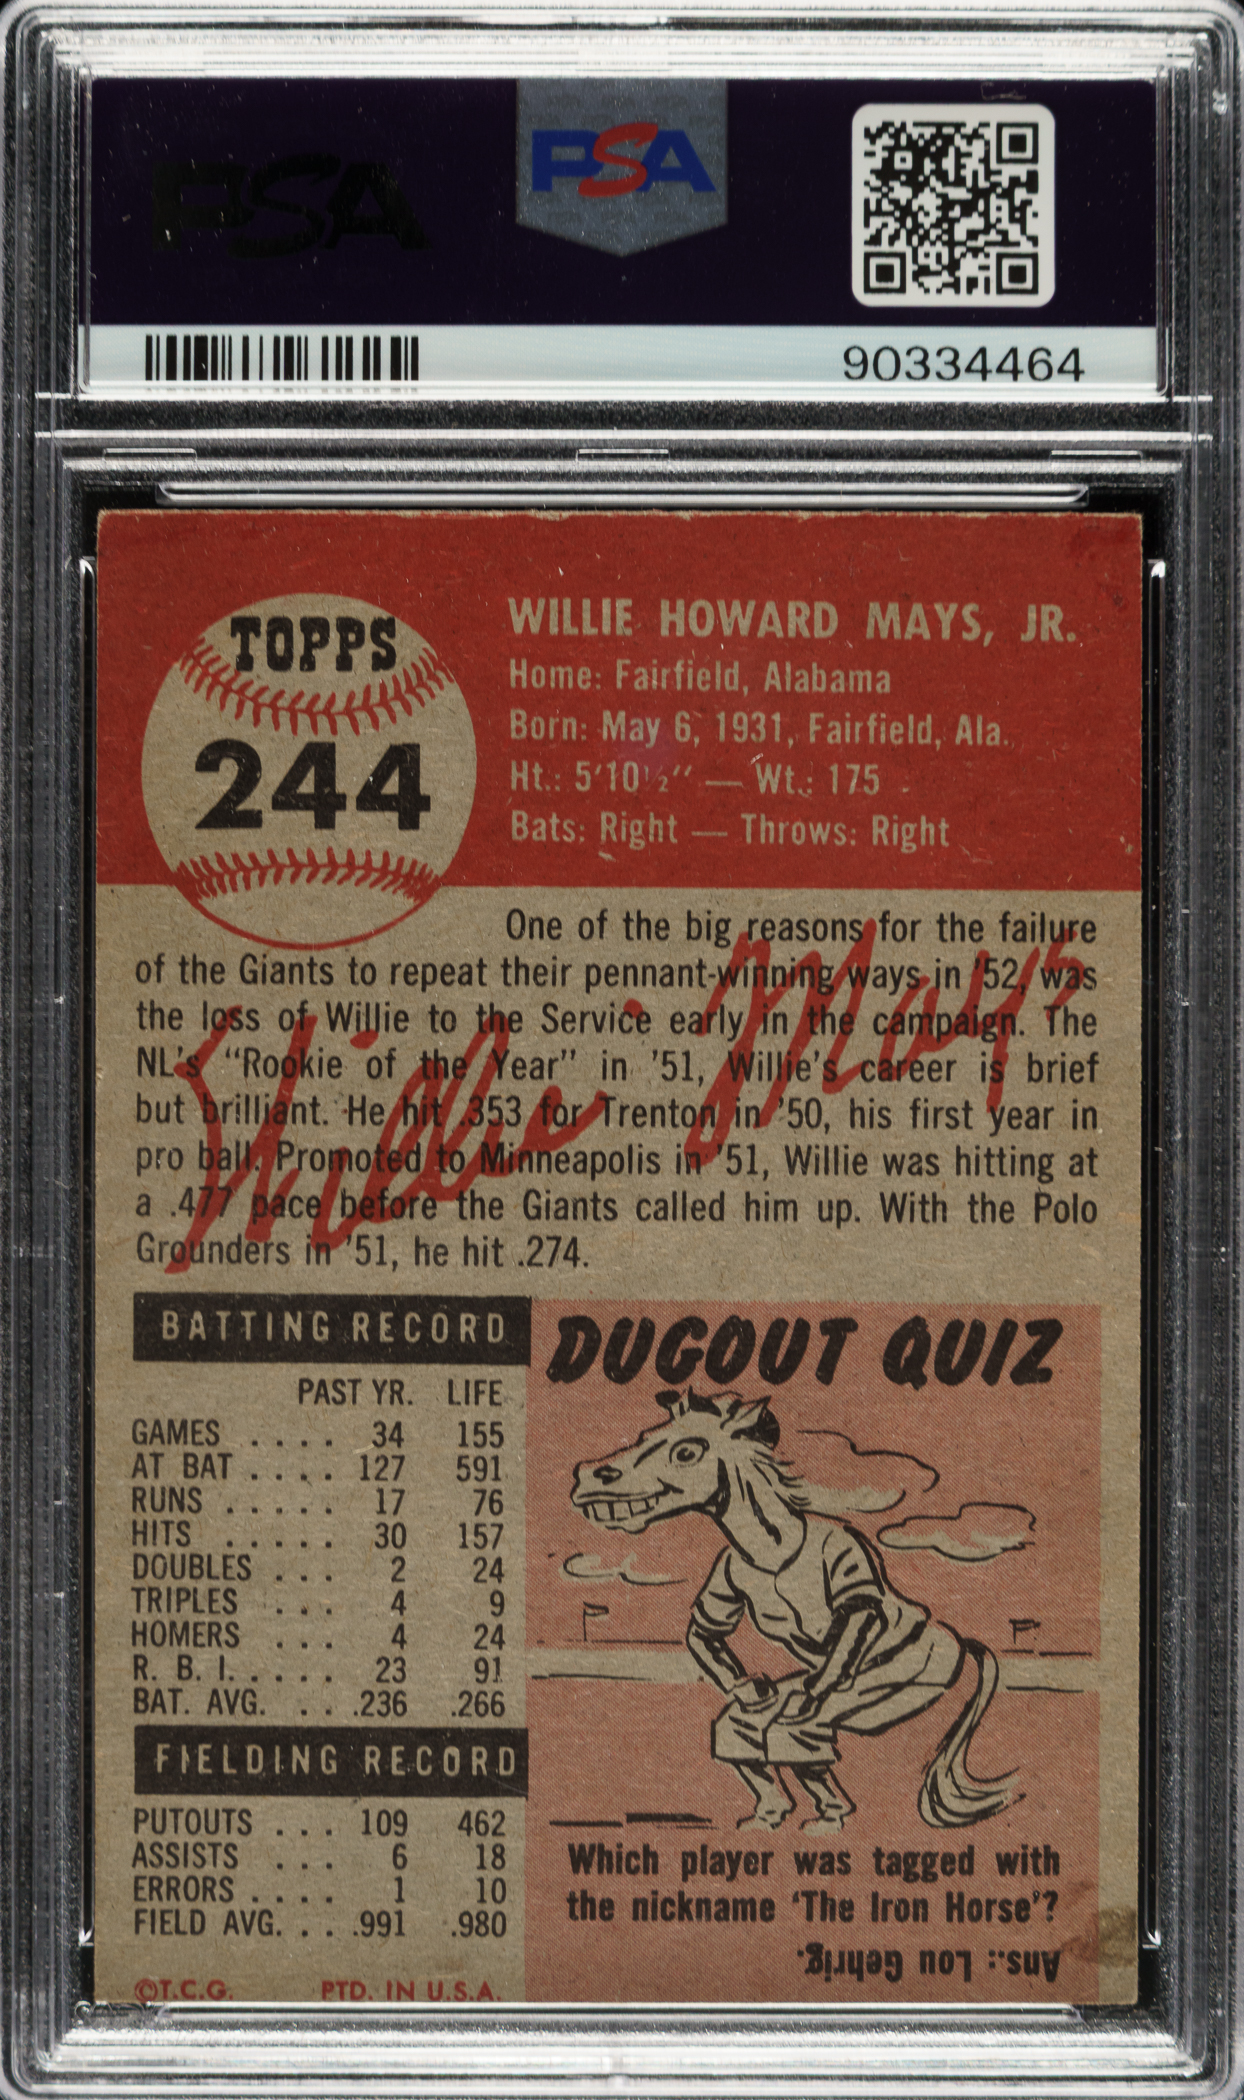 PSA
PSA
90334464
TOPPS
244
WILLIE HOWARD MAYS, JR.
Home: Fairfield, Alabama
Born: May 6, 1931, Fairfield, Ala.
Ht.: 5'10½" — Wt.: 175
Bats: Right — Throws: Right
One of the big reasons for the failure
of the Giants to repeat their pennant-winning ways in '52, was
the loss of Willie to the Service early in the campaign. The
NL's "Rookie of the Year" in '51, Willie's career is brief
but brilliant. He hit .353 for Trenton in '50, his first year in
pro ball. Promoted to Minneapolis in '51, Willie was hitting at
a .477 pace before the Giants called him up. With the Polo
Grounders in '51, he hit .274.
Willie Mays
BATTING RECORD
PAST YR. LIFE
GAMES .... 34 155
AT BAT .... 127 591
RUNS ..... 17 76
HITS ..... 30 157
DOUBLES ... 2 24
TRIPLES ... 4 9
HOMERS ... 4 24
R. B. I. .... 23 91
BAT. AVG. ...236 .266
FIELDING RECORD
PUTOUTS ... 109 462
ASSISTS ... 6 18
ERRORS .... 1 10
FIELD AVG. ...991 .980
©T.C.G. PTD. IN U.S.A.
DUGOUT QUIZ
Which player was tagged with
the nickname 'The Iron Horse'?
Ans.: Lou Gehrig.